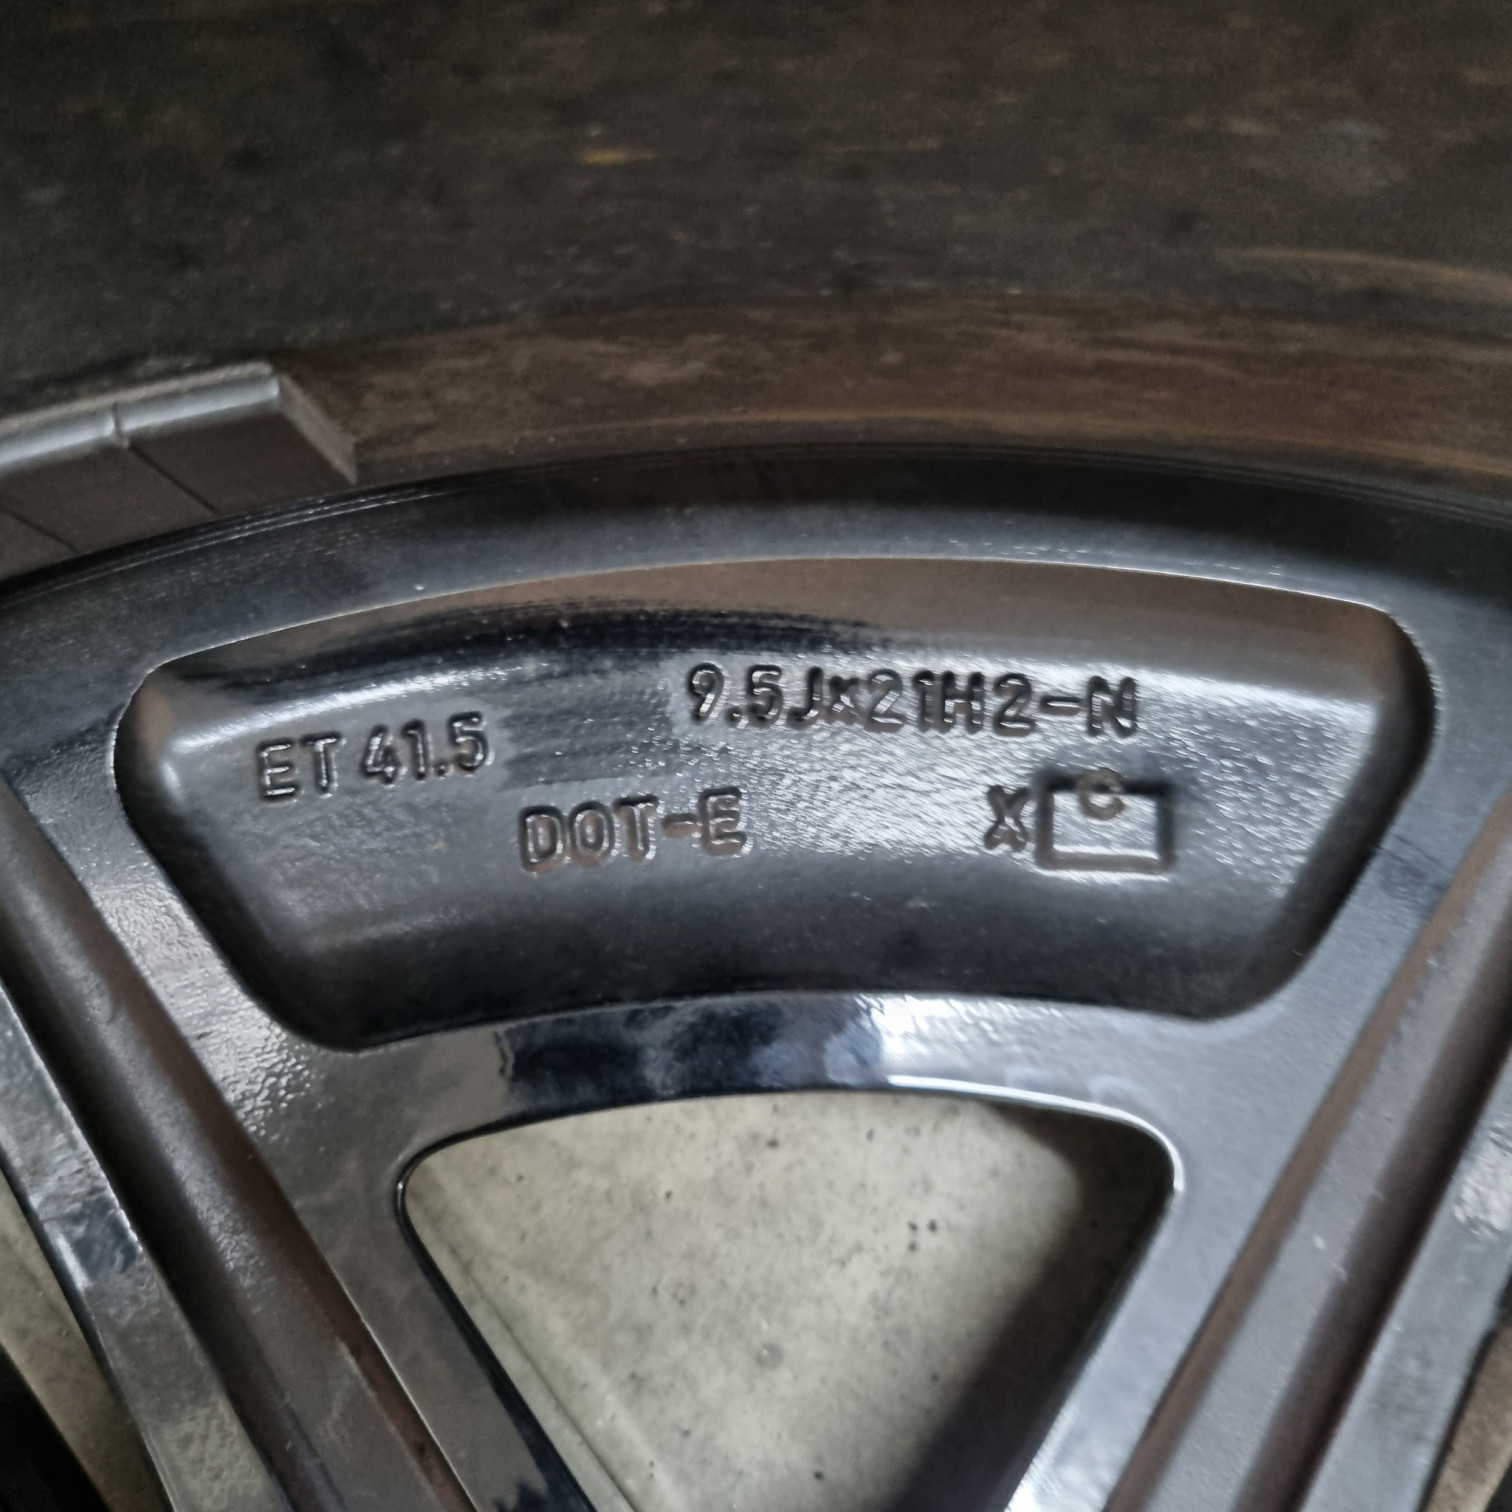 9.5Jx21H2-N
ET 41.5
DOT-E
X C